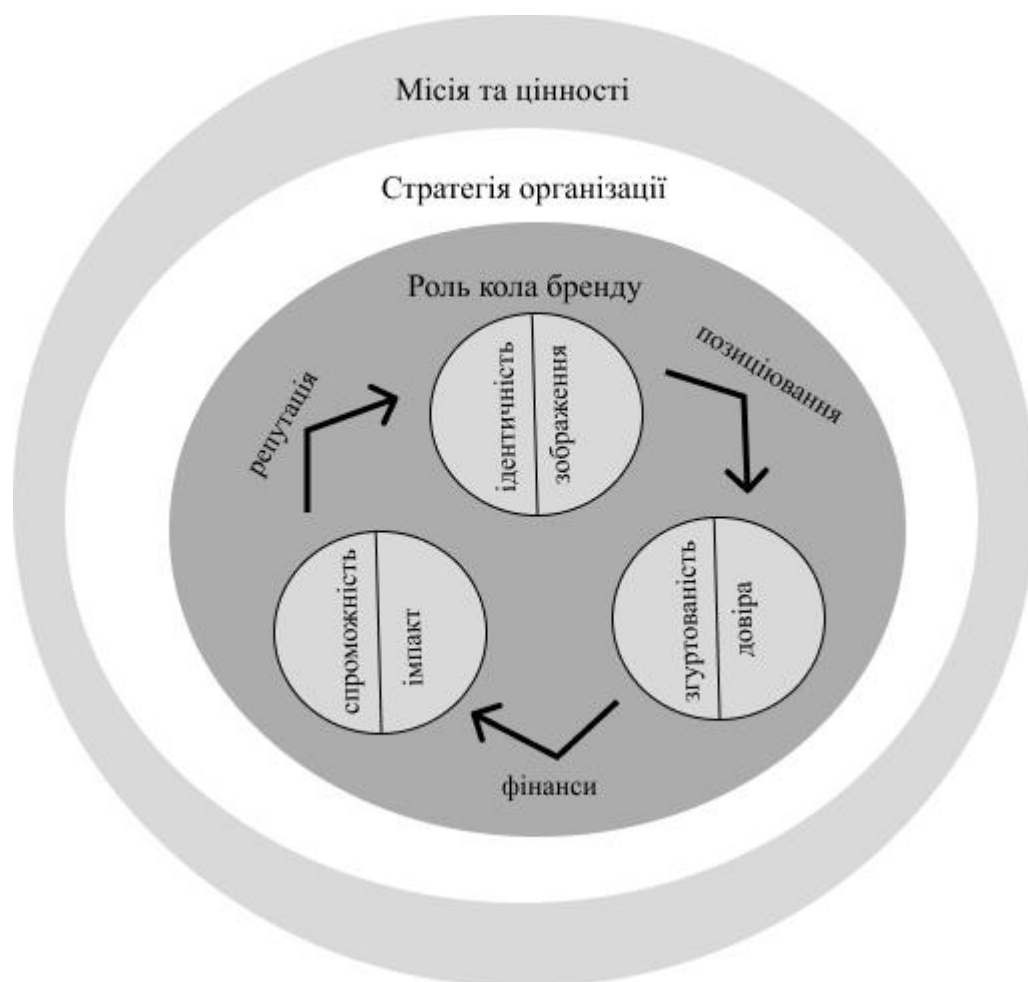 Місія та цінності
Стратегія організації
Роль кола бренду
репутація
позиціювання
ідентичність
зображення
спроможність
імпакт
згуртованість
довіра
фінанси